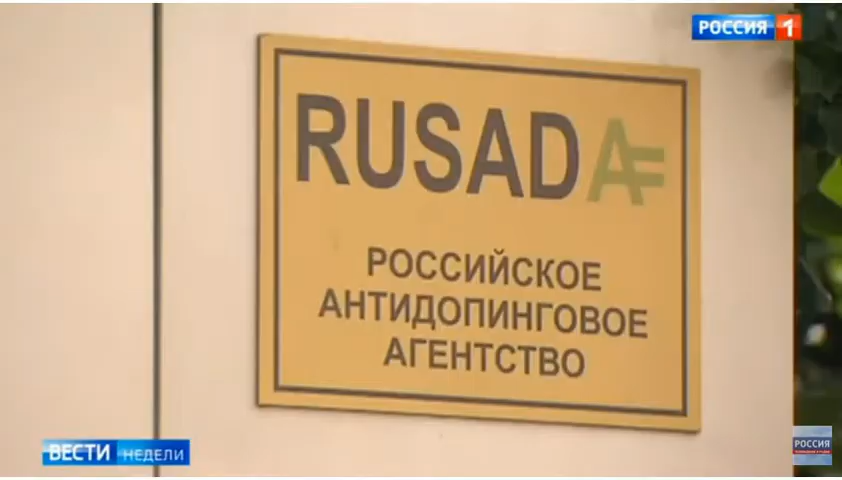 РОССИЯ 1
RUSADA
РОССИЙСКОЕ
АНТИДОПИНГОВОЕ
АГЕНТСТВО
ВЕСТИ НЕДЕЛИ
РОССИЯ